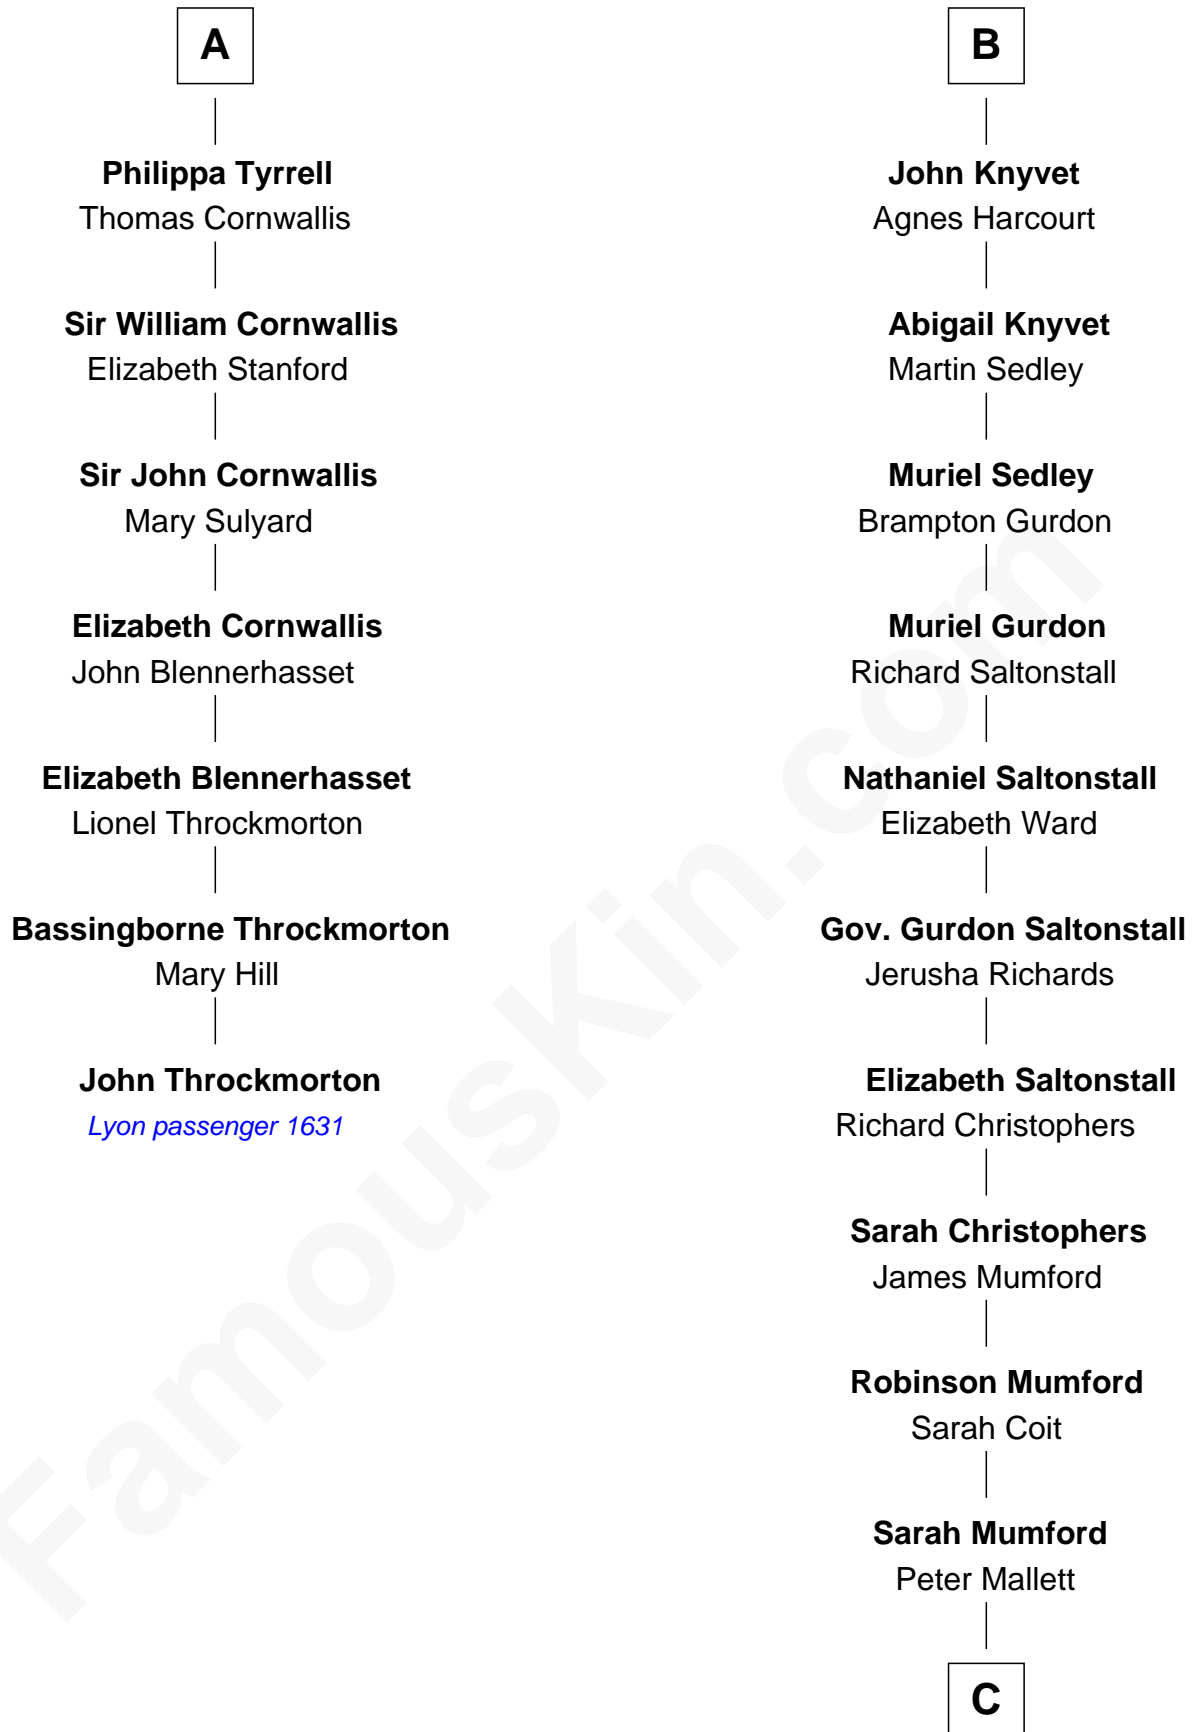 A
Philippa Tyrrell
Thomas Cornwallis
Sir William Cornwallis
Elizabeth Stanford
Sir John Cornwallis
Mary Sulyard
Elizabeth Cornwallis
John Blennerhasset
Elizabeth Blennerhasset
Lionel Throckmorton
Bassingborne Throckmorton
Mary Hill
John Throckmorton
Lyon passenger 1631
B
John Knyvet
Agnes Harcourt
Abigail Knyvet
Martin Sedley
Muriel Sedley
Brampton Gurdon
Muriel Gurdon
Richard Saltonstall
Nathaniel Saltonstall
Elizabeth Ward
Gov. Gurdon Saltonstall
Jerusha Richards
Elizabeth Saltonstall
Richard Christophers
Sarah Christophers
James Mumford
Robinson Mumford
Sarah Coit
Sarah Mumford
Peter Mallett
C
FamousKin.com